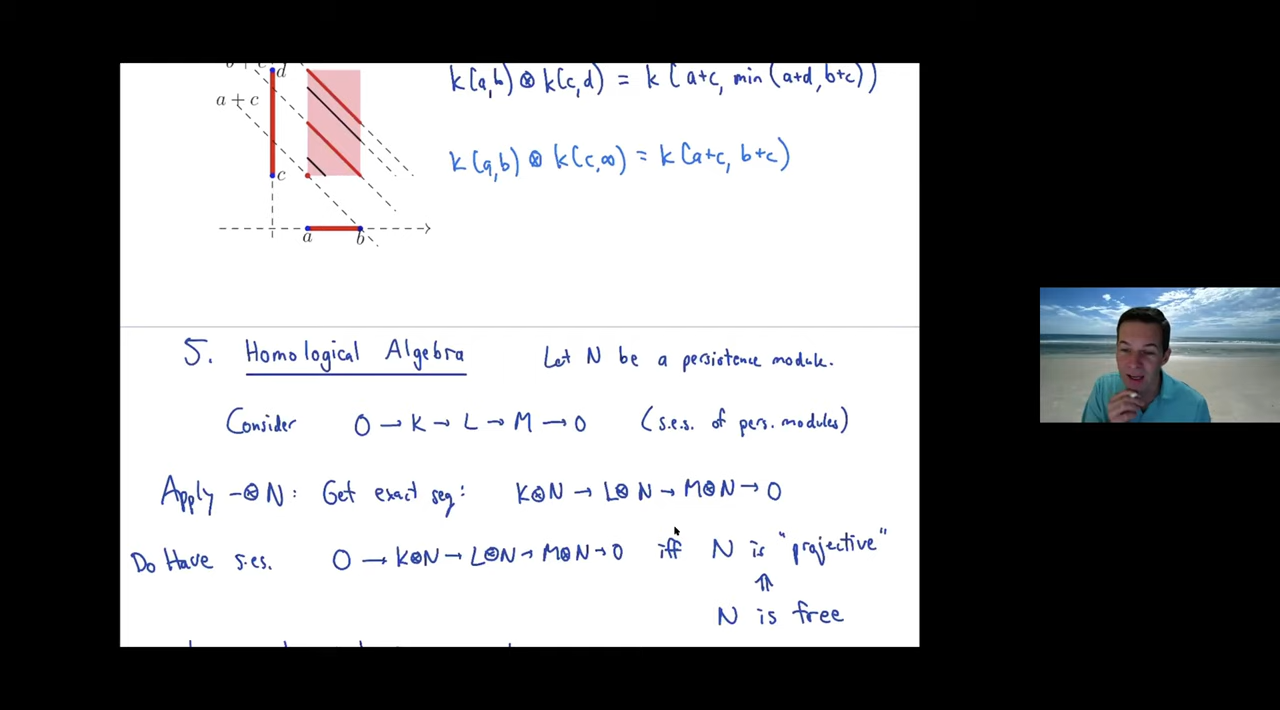 d
a + c
c
a
b
k[a,b) ⊗ k[c,d) = k[a+c, min(a+d, b+c))
k[a,b) ⊗ k[c,∞) = k[a+c, b+c)
5. Homological Algebra Let N be a persistence module.
Consider 0 → K → L → M → 0 (s.e.s. of pers. modules)
Apply -⊗N: Get exact seq: K⊗N → L⊗N → M⊗N → 0
Do Have s.es. 0 → K⊗N → L⊗N → M⊗N → 0 iff N is "projective"
⇑
N is free